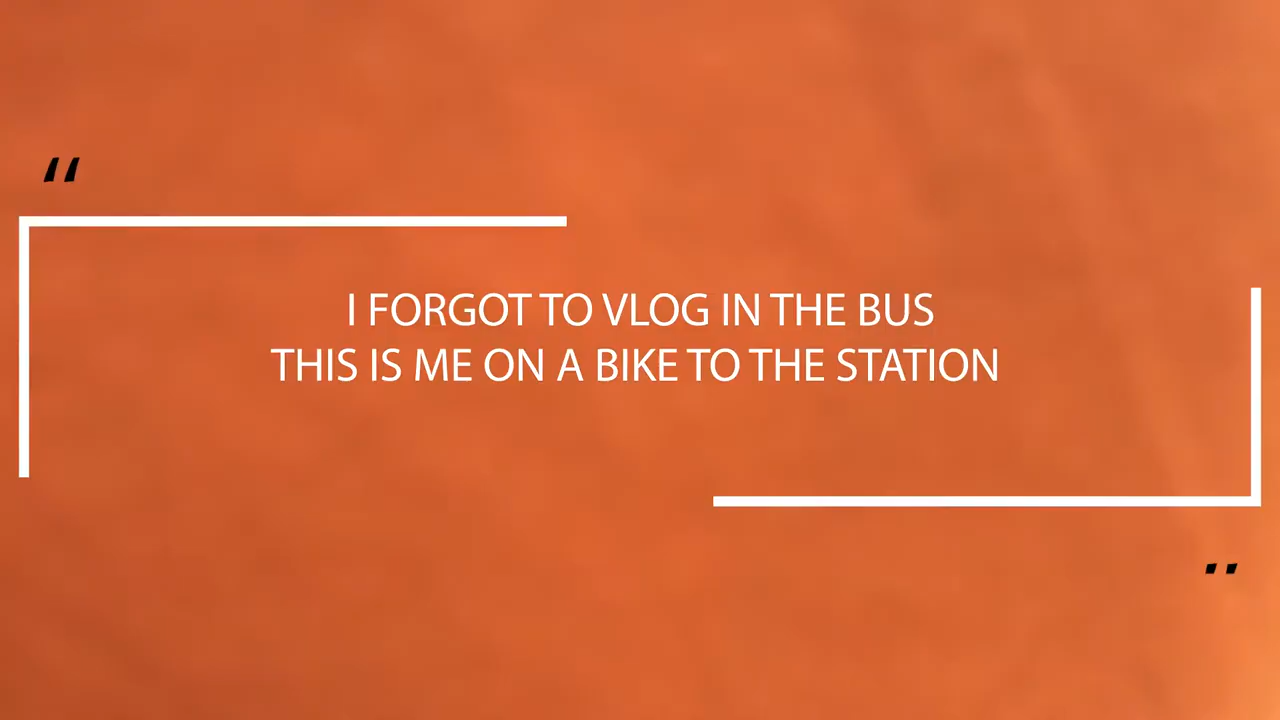 “
I FORGOT TO VLOG IN THE BUS
THIS IS ME ON A BIKE TO THE STATION